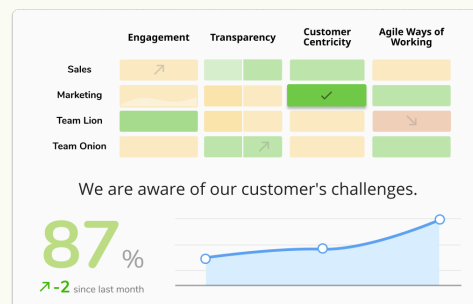 Engagement Transparency Customer Centricity Agile Ways of Working
Sales
Marketing
Team Lion
Team Onion
We are aware of our customer's challenges.
87%
-2 since last month